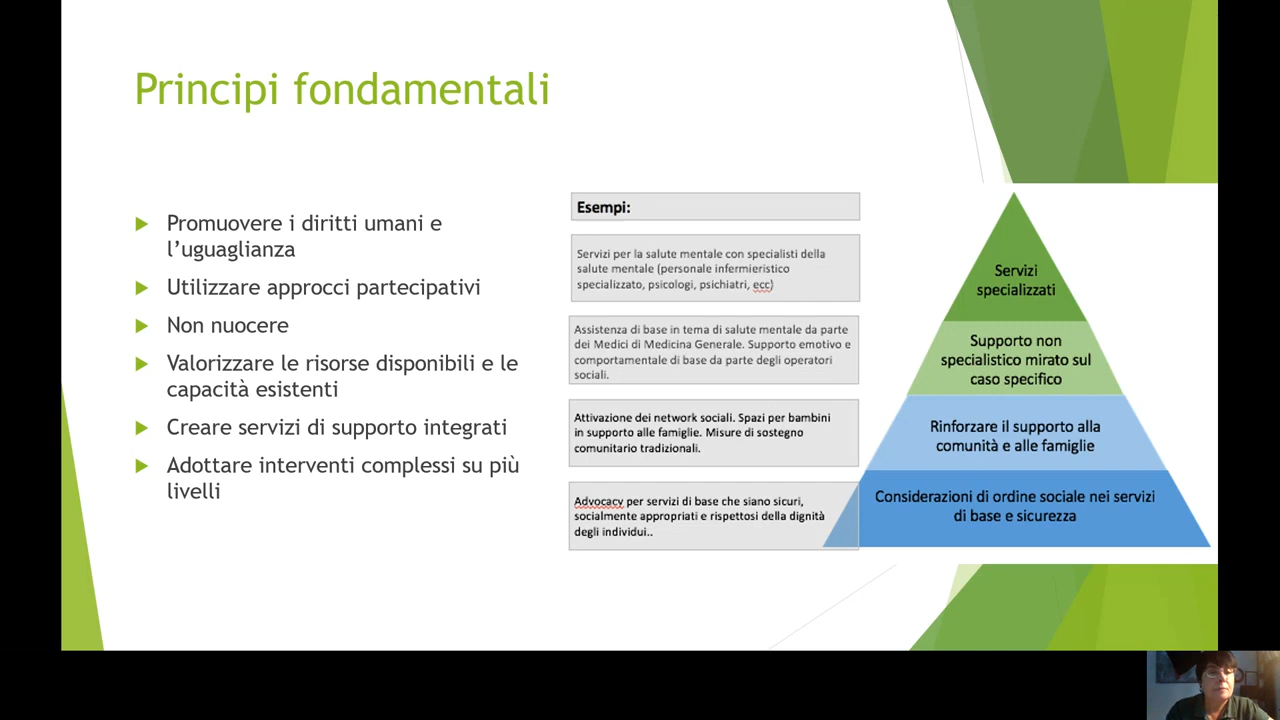 Principi fondamentali
Promuovere i diritti umani e
l’uguaglianza
Utilizzare approcci partecipativi
Non nuocere
Valorizzare le risorse disponibili e le
capacità esistenti
Creare servizi di supporto integrati
Adottare interventi complessi su più
livelli
Esempi:
Servizi per la salute mentale con specialisti della
salute mentale (personale infermieristico
specializzato, psicologi, psichiatri, ecc)
Assistenza di base in tema di salute mentale da parte
dei Medici di Medicina Generale. Supporto emotivo e
comportamentale di base da parte degli operatori
sociali.
Attivazione dei network sociali. Spazi per bambini
in supporto alle famiglie. Misure di sostegno
comunitario tradizionali.
Advocacy per servizi di base che siano sicuri,
socialmente appropriati e rispettosi della dignità
degli individui..
Servizi
specializzati
Supporto non
specialistico mirato sul
caso specifico
Rinforzare il supporto alla
comunità e alle famiglie
Considerazioni di ordine sociale nei servizi
di base e sicurezza